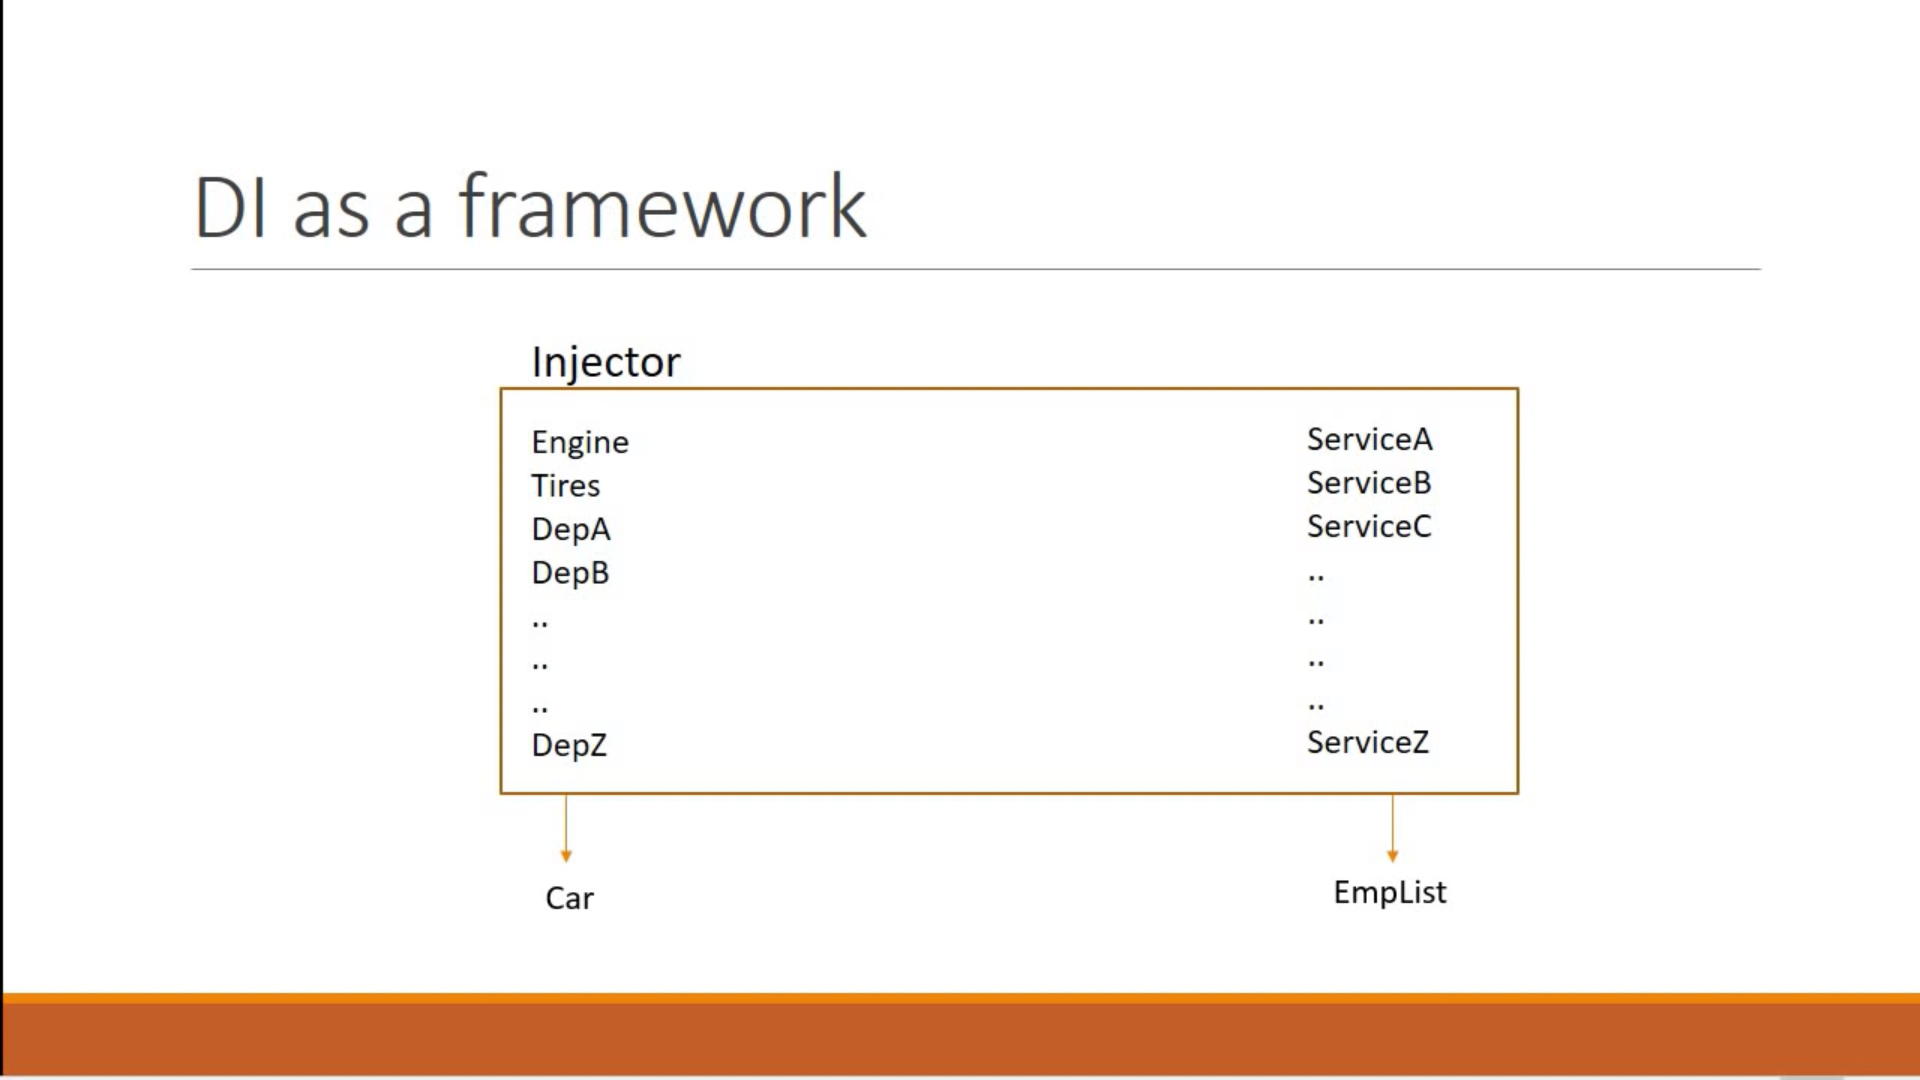 DI as a framework
Injector
Engine
Tires
DepA
DepB
..
..
..
DepZ
ServiceA
ServiceB
ServiceC
..
..
..
..
ServiceZ
Car
EmpList